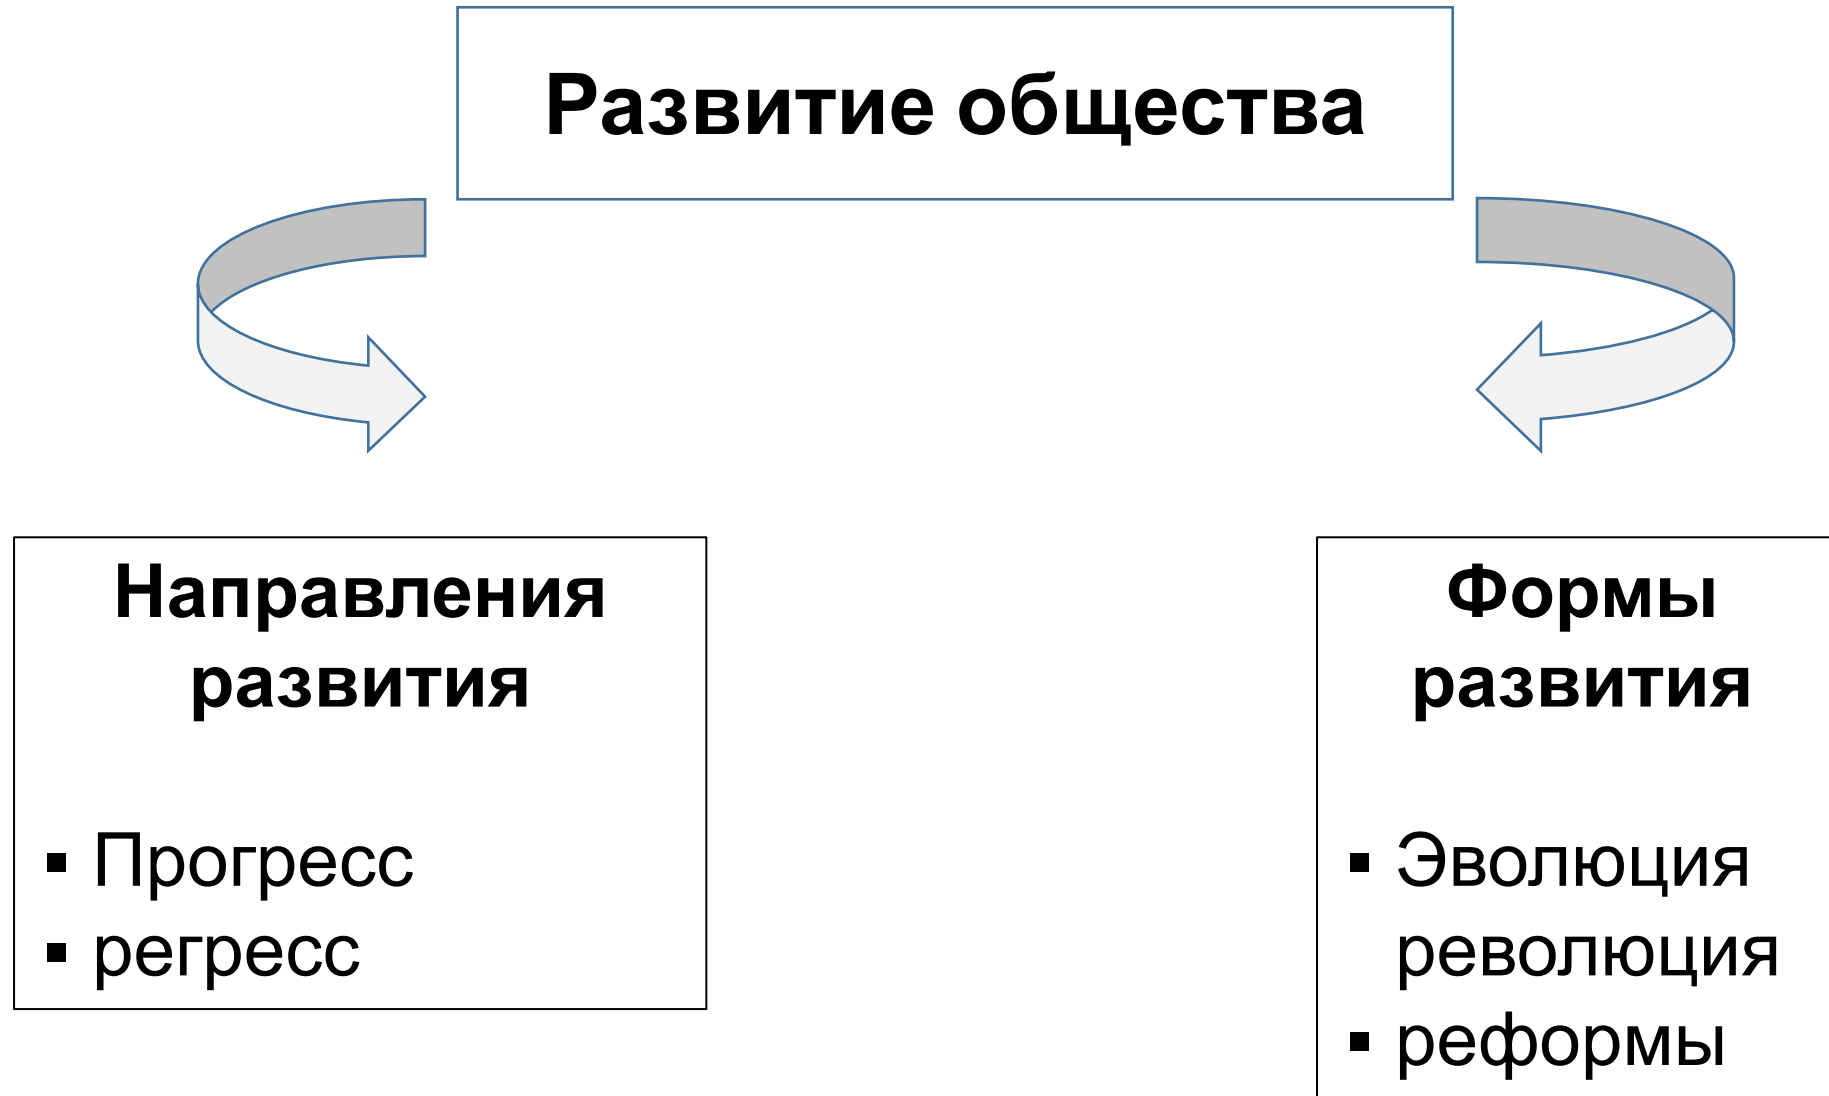 Развитие общества
Направления
развития
▪ Прогресс
▪ регресс
Формы
развития
▪ Эволюция
революция
▪ реформы